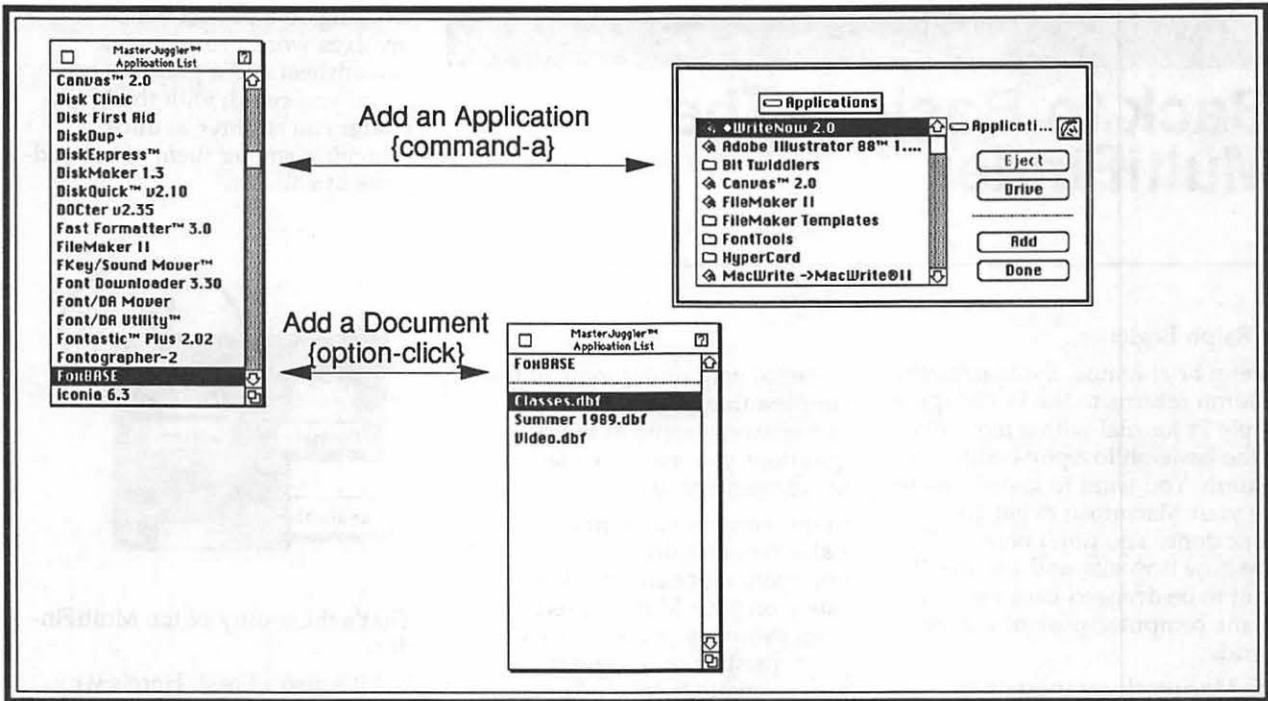 MasterJuggler™
Application List
Canvas™ 2.0
Disk Clinic
Disk First Aid
DiskDup+
DiskExpress™
DiskMaker 1.3
DiskQuick™ v2.10
DOCter v2.35
Fast Formatter™ 3.0
FileMaker II
FKey/Sound Mover™
Font Downloader 3.30
Font/DA Mover
Font/DA Utility™
Fontastic™ Plus 2.02
Fontographer-2
FoxBASE
Iconia 6.3
Add an Application
{command-a}
Applications
♦WriteNow 2.0
Adobe Illustrator 88™ 1....
Bit Twiddlers
Canvas™ 2.0
FileMaker II
FileMaker Templates
FontTools
HyperCard
MacWrite ->MacWrite®II
Applicati...
Eject
Drive
Add
Done
Add a Document
{option-click}
MasterJuggler™
Application List
FoxBASE
Classes.dbf
Summer 1989.dbf
Video.dbf